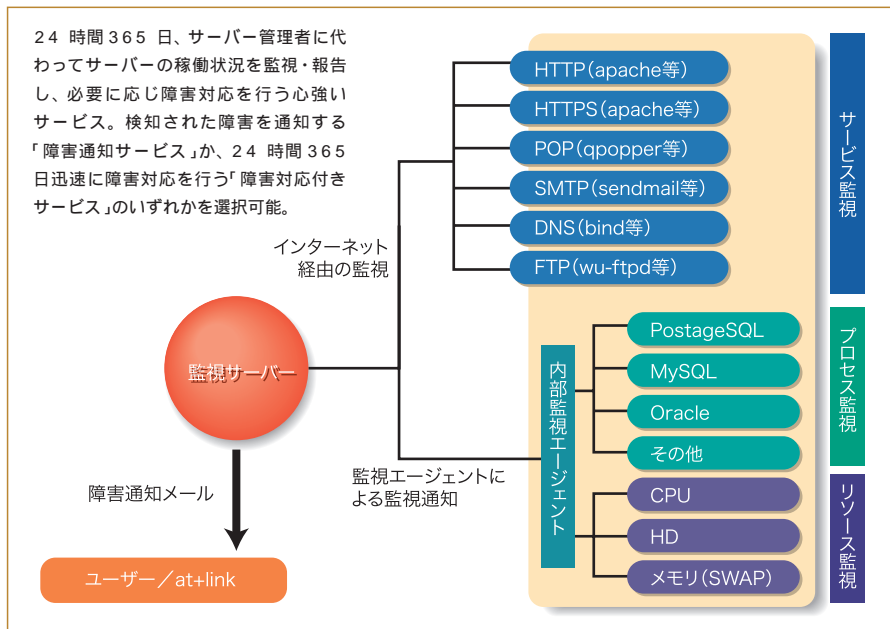 24 時間365 日、サーバー管理者に代
わってサーバーの稼働状況を監視・報告
し、必要に応じ障害対応を行う心強い
サービス。検知された障害を通知する
「障害通知サービス」か、24 時間365
日迅速に障害対応を行う「障害対応付き
サービス」のいずれかを選択可能。
インターネット
経由の監視
監視サーバー
障害通知メール
ユーザー／at+link
監視エージェントに
よる監視通知
HTTP（apache等）
HTTPS（apache等）
POP（qpopper等）
SMTP（sendmail等）
DNS（bind等）
FTP（wu-ftpd等）
サービス監視
内部監視エージェント
PostageSQL
MySQL
Oracle
その他
プロセス監視
CPU
HD
メモリ（SWAP）
リソース監視